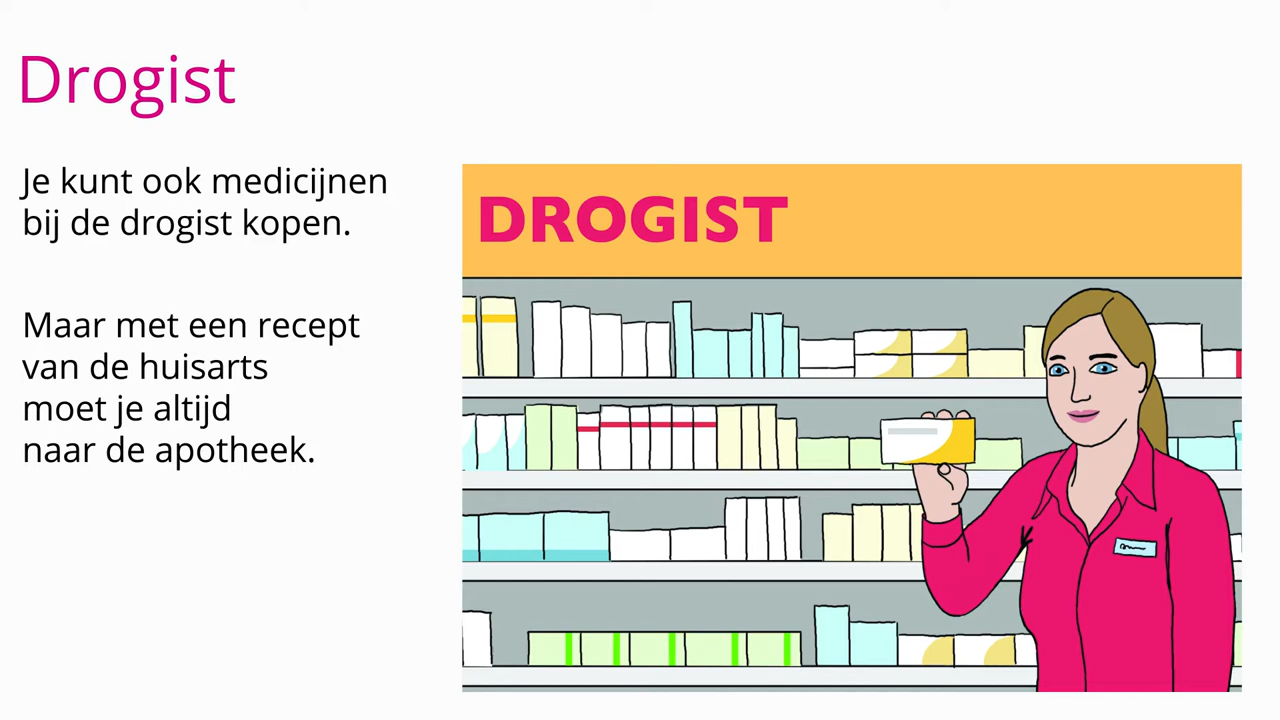 Drogist
Je kunt ook medicijnen
bij de drogist kopen.
Maar met een recept
van de huisarts
moet je altijd
naar de apotheek.
DROGIST